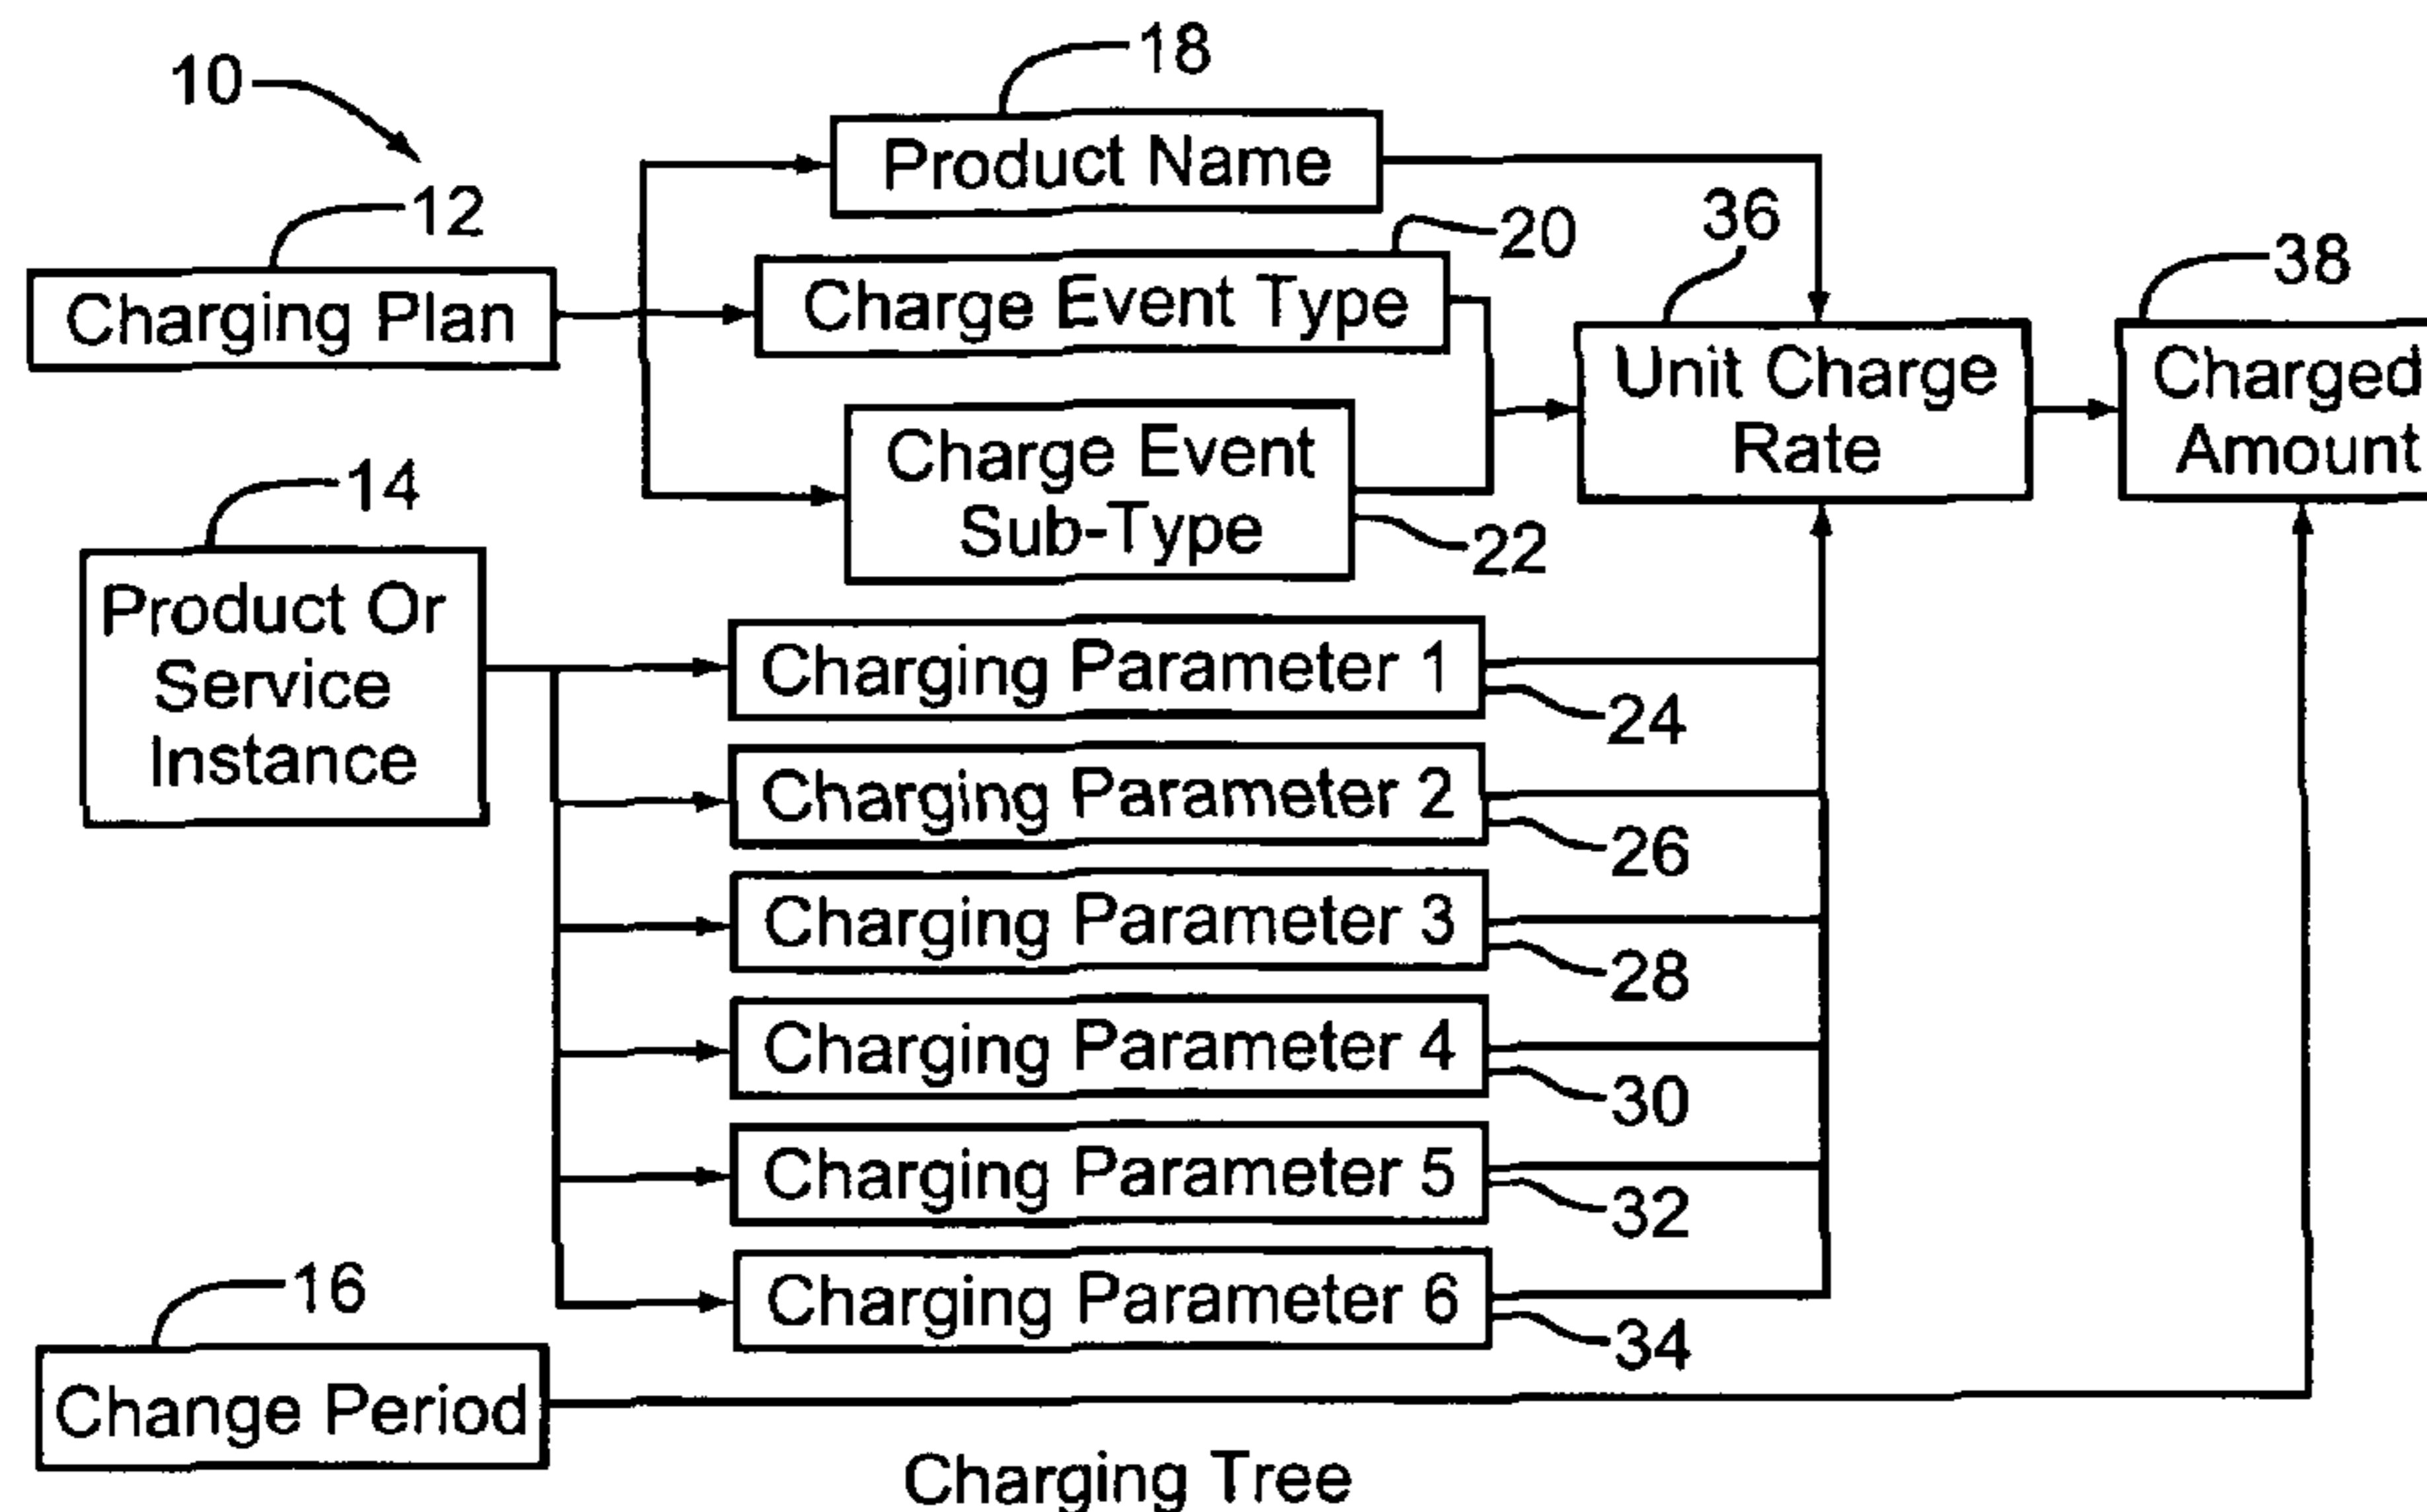 10
18
Product Name
12
20
36
38
Charging Plan
Charge Event Type
Unit Charge
Rate
Charged
Amount
Charge Event
Sub-Type
22
14
Product Or
Service
Instance
Charging Parameter 1
24
Charging Parameter 2
26
Charging Parameter 3
28
Charging Parameter 4
30
Charging Parameter 5
32
Charging Parameter 6
34
16
Change Period
Charging Tree